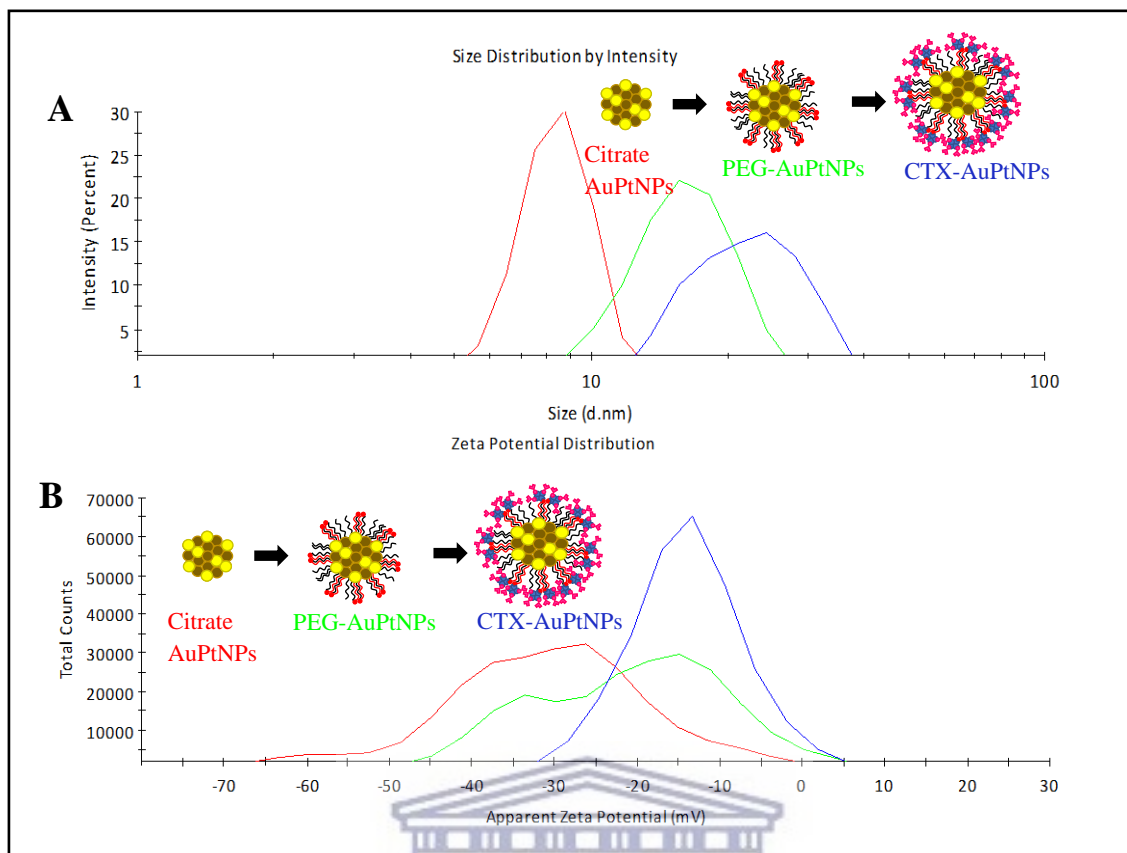 Size Distribution by Intensity
A
Citrate
AuPtNPs
PEG-AuPtNPs
CTX-AuPtNPs
Intensity (Percent)
30
25
20
15
10
5
1
10
100
Size (d.nm)
Zeta Potential Distribution
B
Citrate
AuPtNPs
PEG-AuPtNPs
CTX-AuPtNPs
Total Counts
70000
60000
50000
40000
30000
20000
10000
-70
-60
-50
-40
-30
-20
-10
0
10
20
30
Apparent Zeta Potential (mV)